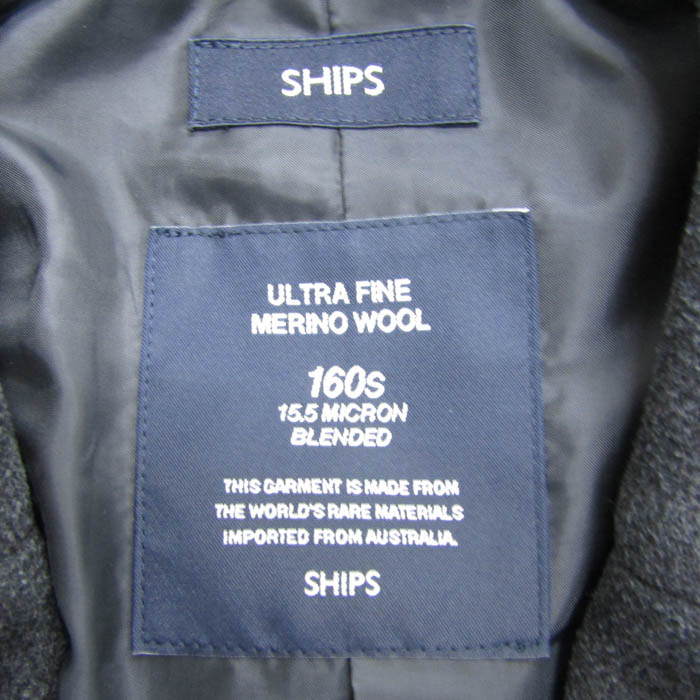 SHIPS
ULTRA FINE
MERINO WOOL
160s
15.5 MICRON
BLENDED
THIS GARMENT IS MADE FROM
THE WORLD'S RARE MATERIALS
IMPORTED FROM AUSTRALIA.
SHIPS